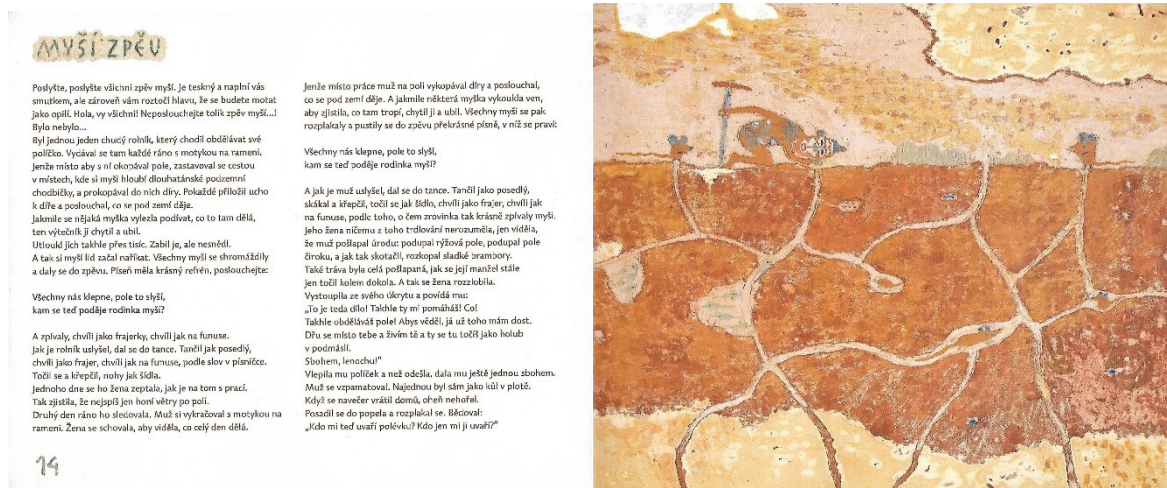 MYŠÍ ZPĚV
Poslyšte, poslyšte všichni zpěv myší. Je teskný a naplní vás
smutkem, ale zároveň vám roztočí hlavu, že se budete motat
jako opilí. Hola, vy všichni! Neposlouchejte tolik zpěv myší...!
Bylo nebylo...
Byl jednou jeden chudý rolník, který chodil obdělávat své
políčko. Vydával se tam každé ráno s motykou na rameni.
Jenže místo aby s ní okopával pole, zastavoval se cestou
v místech, kde si myši hloubí dlouhatánské podzemní
chodbičky, a prokopával do nich díry. Pokaždé přiložil ucho
k díře a poslouchal, co se pod zemí děje.
Jakmile se nějaká myška vylezla podívat, co to tam dělá,
ten výtečník ji chytil a ubil.
Utloukl jich takhle přes tisíc. Zabil je, ale nesnědl.
A tak si myší lid začal naříkat. Všechny myši se shromáždily
a daly se do zpěvu. Píseň měla krásný refrén, poslouchejte:
Všechny nás klepne, pole to slyší,
kam se teď poděje rodinka myší?
A zpívaly, chvíli jako frajerky, chvíli jak na funuse.
Jak je rolník uslyšel, dal se do tance. Tančil jak posedlý,
chvíli jako frajer, chvíli jak na funuse, podle slov v písničce.
Točil se a křepčil, nohy jak šídla.
Jednoho dne se ho žena zeptala, jak je na tom s prací.
Tak zjistila, že nejspíš jen honí větry po poli.
Druhý den ráno ho sledovala. Muž si vykračoval s motykou na
rameni. Žena se schovala, aby viděla, co celý den dělá.
14
Jenže místo práce muž na poli vykopával díry a poslouchal,
co se pod zemí děje. A jakmile některá myška vykoukla ven,
aby zjistila, co tam tropí, chytil ji a ubil. Všechny myši se pak
rozplakaly a pustily se do zpěvu překrásné písně, v níž se praví:
Všechny nás klepne, pole to slyší,
kam se teď poděje rodinka myší?
A jak je muž uslyšel, dal se do tance. Tančil jako posedlý,
skákal a křepčil, točil se jak šídlo, chvíli jako frajer, chvíli jak
na funuse, podle toho, o čem zrovinka tak krásně zpívaly myši.
Jeho žena ničemu z toho trdlování nerozuměla, jen viděla,
že muž pošlapal úrodu: podupal rýžová pole, podupal pole
čiroku, a jak tak skotačil, rozkopal sladké brambory.
Také tráva byla celá pošlapaná, jak se její manžel stále
jen točil kolem dokola. A tak se žena rozzlobila.
Vystoupila ze svého úkrytu a povídá mu:
„To je teda dílo! Takhle ty mi pomáháš! Co!
Takhle obděláváš pole! Abys věděl, já už toho mám dost.
Dřu se místo tebe a živím tě a ty se tu točíš jako holub
v podmáslí.
Sbohem, lenochu!“
Vlepila mu políček a než odešla, dala mu ještě jednou sbohem.
Muž se vzpamatoval. Najednou byl sám jako kůl v plotě.
Když se navečer vrátil domů, oheň nehořel.
Posadil se do popela a rozplakal se. Bědoval:
„Kdo mi teď uvaří polévku? Kdo jen mi ji uvaří?“